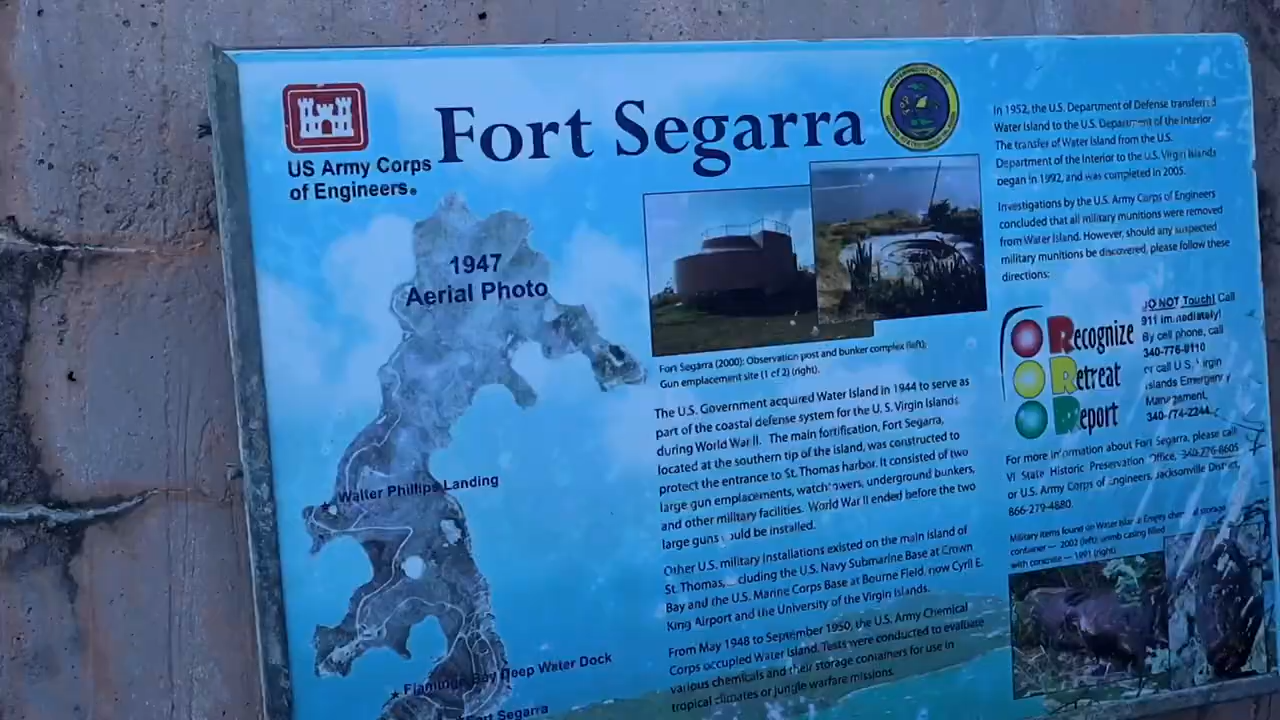 US Army Corps
of Engineers®
Fort Segarra
1947
Aerial Photo
Walter Phillips Landing
Flamingo Bay Deep Water Dock
Fort Segarra
Fort Segarra (2000): Observation post and bunker complex (left);
Gun emplacement site (1 of 2) (right).
The U.S. Government acquired Water Island in 1944 to serve as
part of the coastal defense system for the U. S. Virgin Islands
during World War II. The main fortification, Fort Segarra,
located at the southern tip of the island, was constructed to
protect the entrance to St. Thomas harbor. It consisted of two
large gun emplacements, watchtowers, underground bunkers,
and other military facilities. World War II ended before the two
large guns could be installed.
Other U.S. military installations existed on the main island of
St. Thomas, including the U.S. Navy Submarine Base at Crown
Bay and the U.S. Marine Corps Base at Bourne Field, now Cyril E.
King Airport and the University of the Virgin Islands.
From May 1948 to September 1950, the U.S. Army Chemical
Corps occupied Water Island. Tests were conducted to evaluate
various chemicals and their storage containers for use in
tropical climates or jungle warfare missions.
In 1952, the U.S. Department of Defense transferred
Water Island to the U.S. Department of the Interior.
The transfer of Water Island from the U.S.
Department of the Interior to the U.S. Virgin Islands
began in 1992, and was completed in 2005.
Investigations by the U.S. Army Corps of Engineers
concluded that all military munitions were removed
from Water Island. However, should any suspected
military munitions be discovered, please follow these
directions:
Recognize
Retreat
Report
DO NOT Touch! Call
911 immediately!
By cell phone, call
340-776-9110
or call U.S. Virgin
Islands Emergency
Management,
340-774-2244
For more information about Fort Segarra, please call
VI State Historic Preservation Office, 340-776-8605
or U.S. Army Corps of Engineers, Jacksonville District,
866-279-4880.
Military items found on Water Island: Empty chemical storage
container — 2002 (left); bomb casing filled
with concrete — 1991 (right)